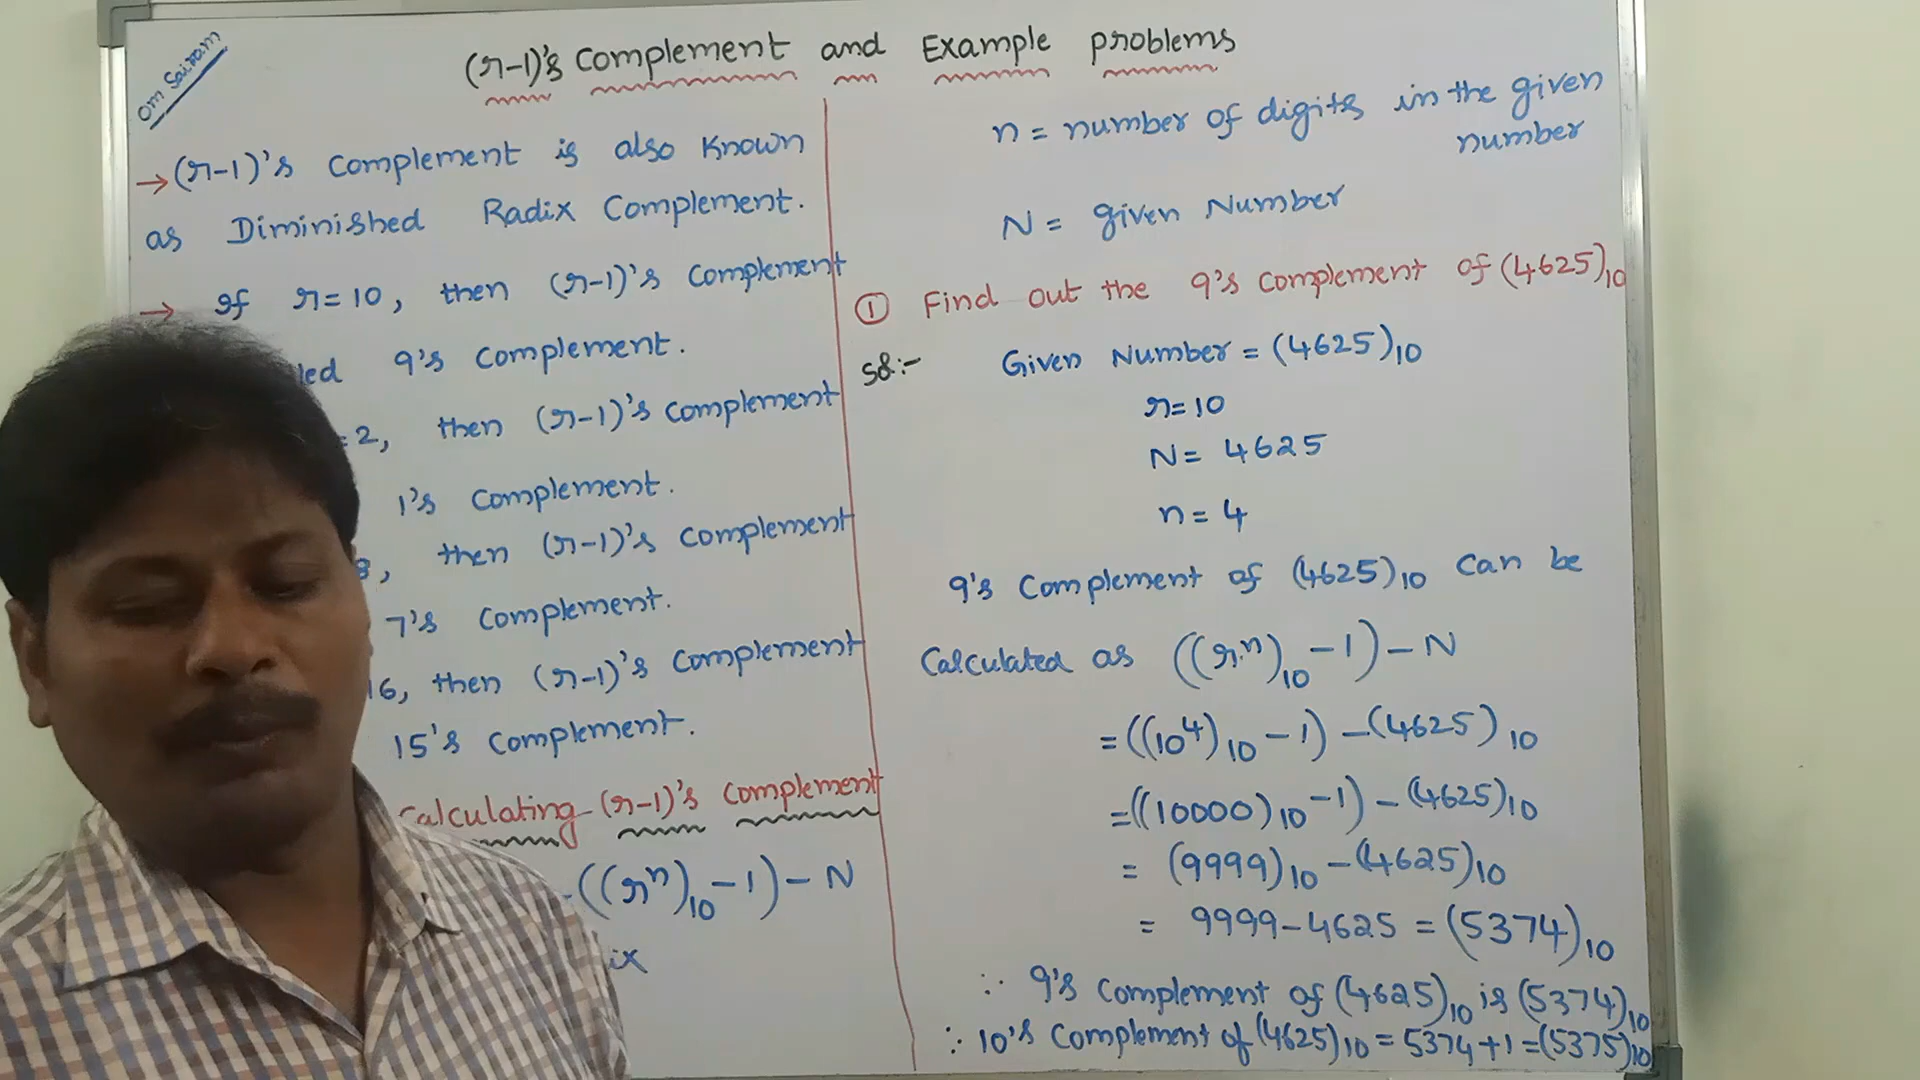 Om Sairam
(r-1)'s Complement and Example problems
→ (r-1)'s Complement is also Known
as Diminished Radix Complement.
→ If r=10, then (r-1)'s Complement
led 9's Complement.
=2, then (r-1)'s Complement
1's Complement.
8, then (r-1)'s Complement
7's Complement.
16, then (r-1)'s Complement
15's Complement.
Calculating (r-1)'s Complement
((rⁿ)₁₀-1)-N
ix
n = number of digits in the given
number
N = given Number
① Find out the 9's Complement of (4625)₁₀
Sol:- Given Number = (4625)₁₀
r=10
N= 4625
n=4
9's Complement of (4625)₁₀ Can be
Calculated as ((rⁿ)₁₀-1)-N
=((10⁴)₁₀-1)-(4625)₁₀
=((10000)₁₀-1)-(4625)₁₀
= (9999)₁₀-(4625)₁₀
= 9999-4625 = (5374)₁₀
∴ 9's Complement of (4625)₁₀ is (5374)₁₀
∴ 10's Complement of (4625)₁₀ = 5374+1=(5375)₁₀